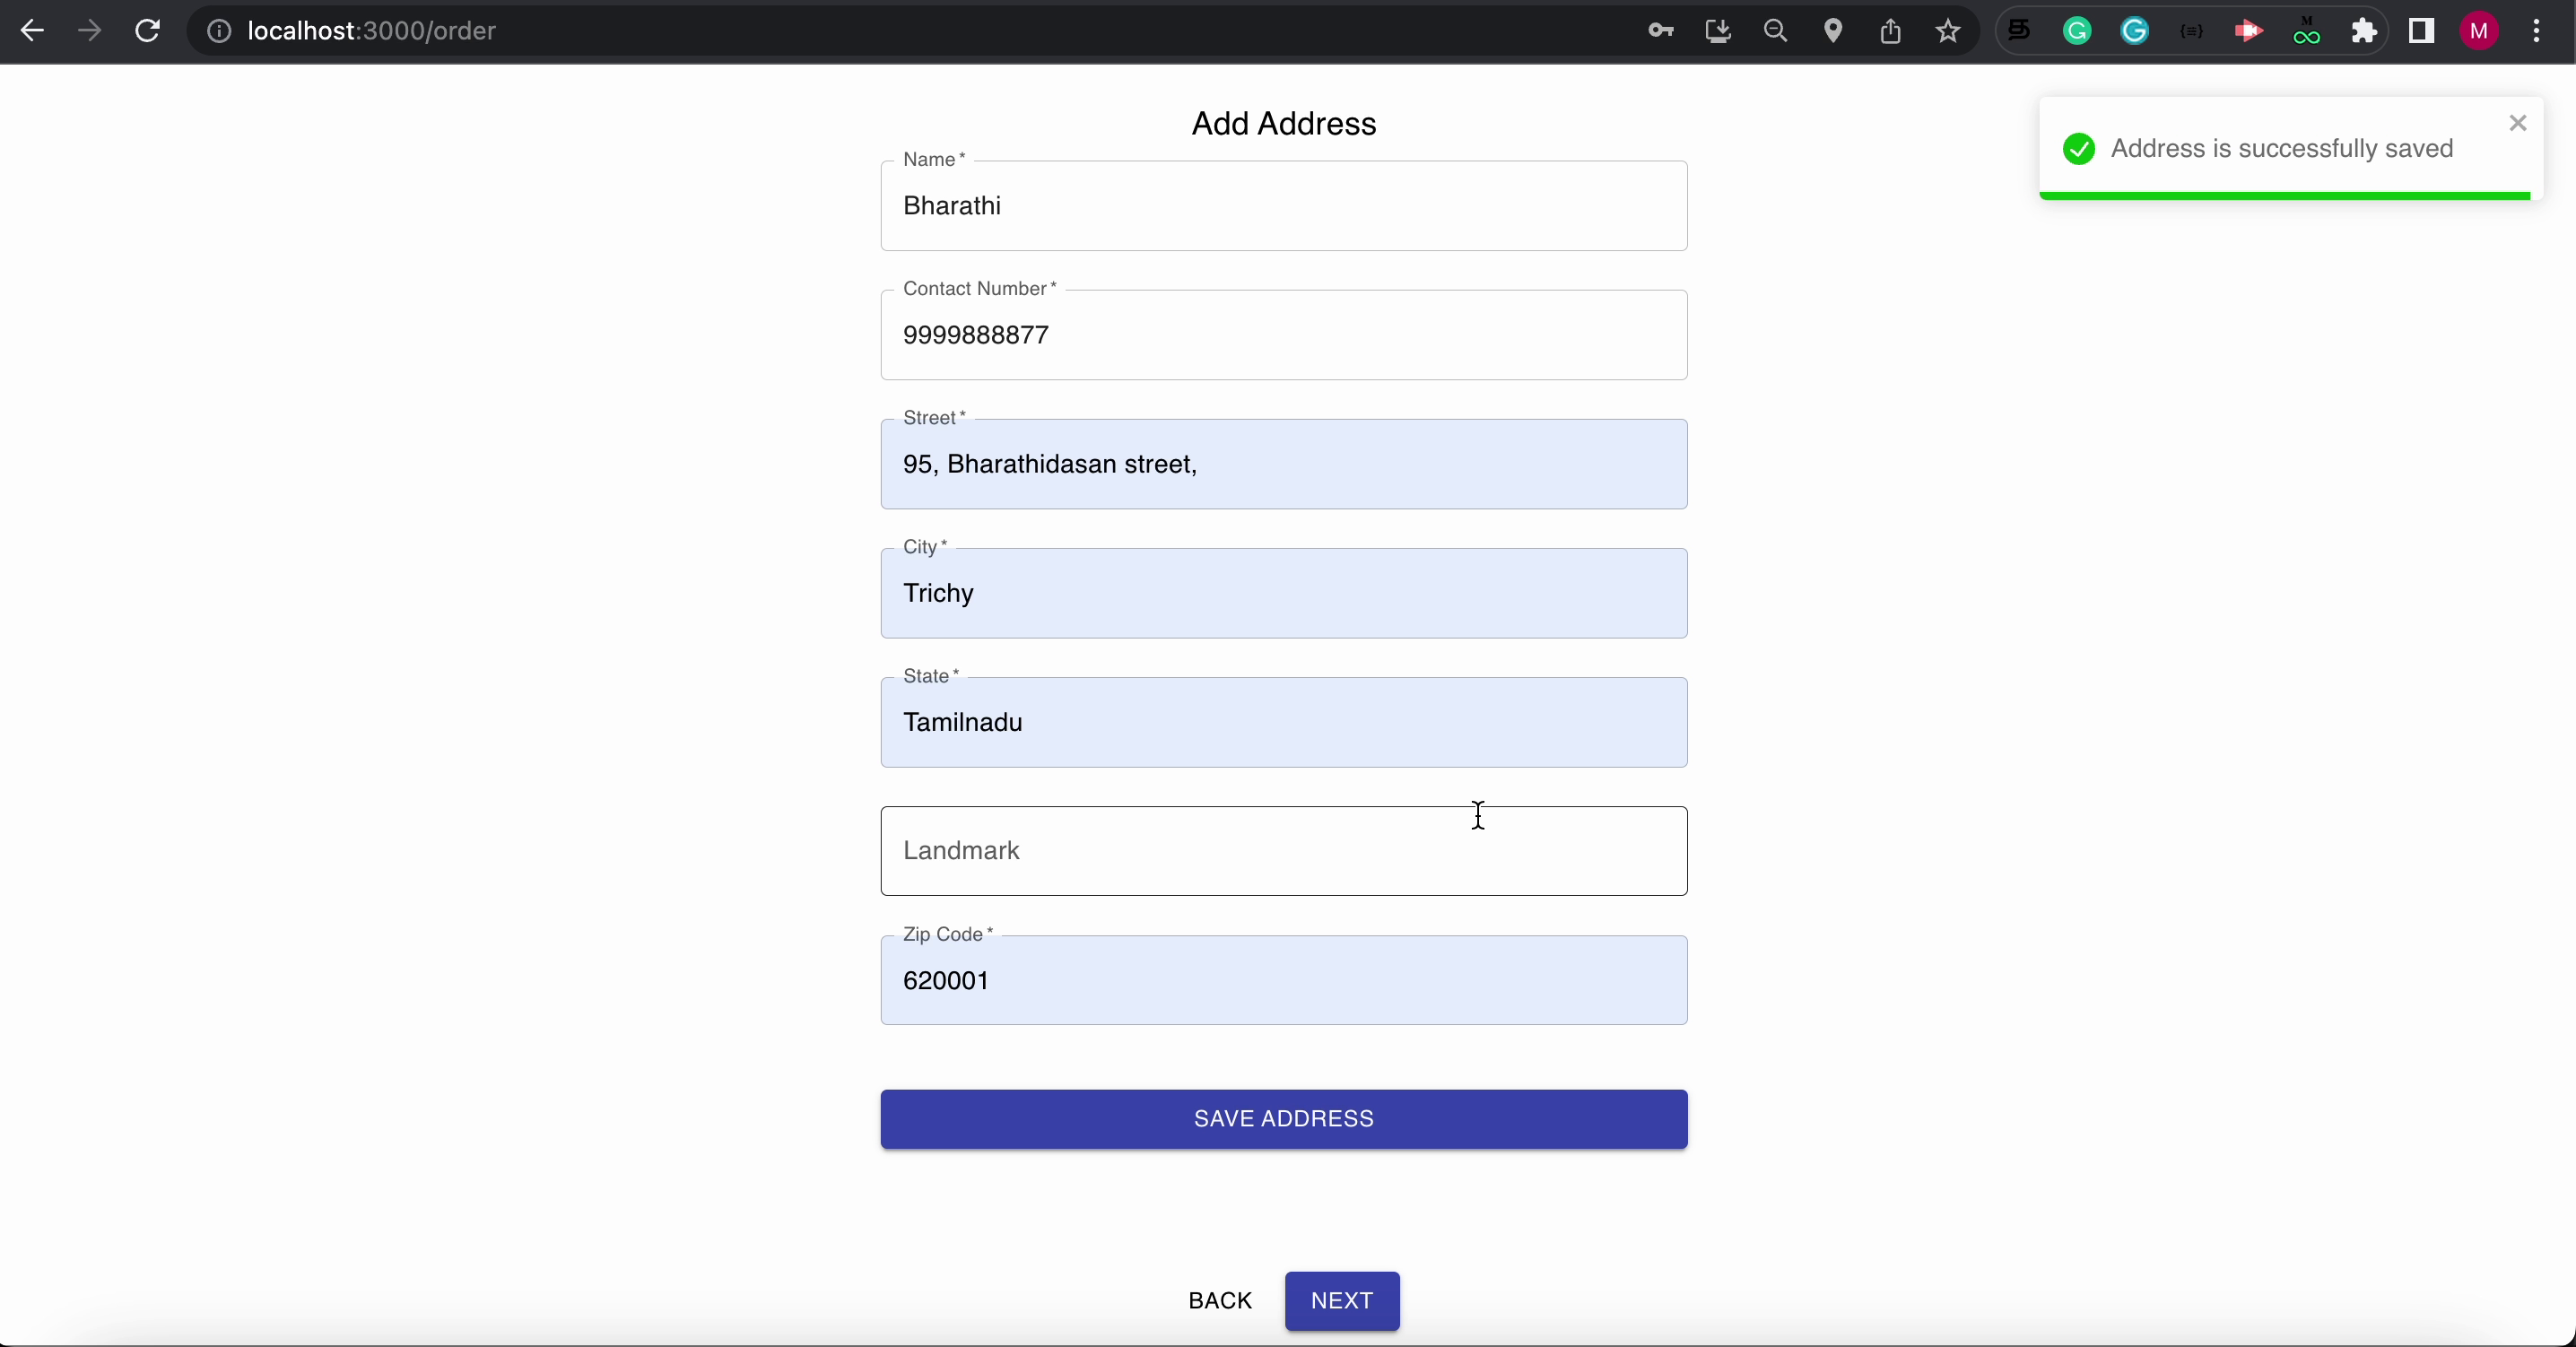 localhost:3000/order
M
M
Add Address
Address is successfully saved
Name *
Bharathi
Contact Number *
9999888877
Street *
95, Bharathidasan street,
City *
Trichy
State *
Tamilnadu
Landmark
Zip Code *
620001
SAVE ADDRESS
BACK
NEXT